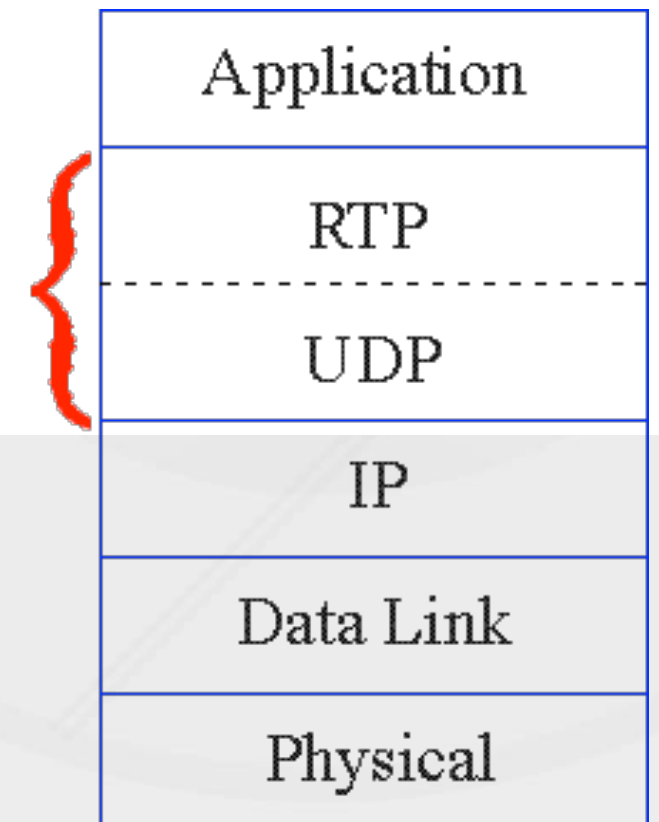 Application
RTP
UDP
IP
Data Link
Physical